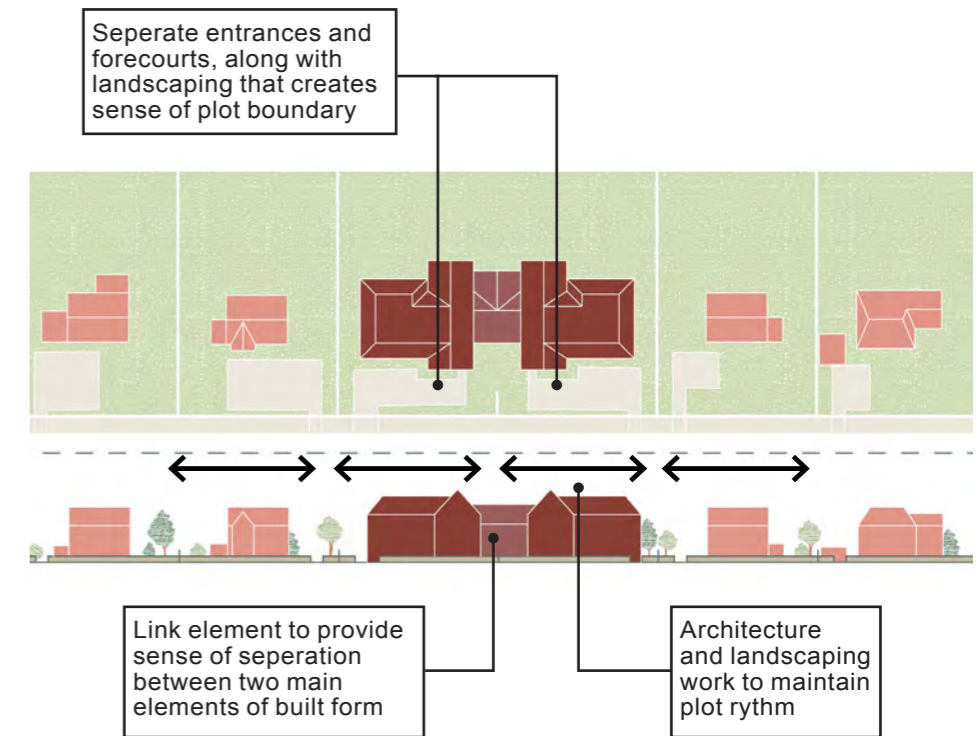 Seperate entrances and
forecourts, along with
landscaping that creates
sense of plot boundary
Link element to provide
sense of seperation
between two main
elements of built form
Architecture
and landscaping
work to maintain
plot rythm